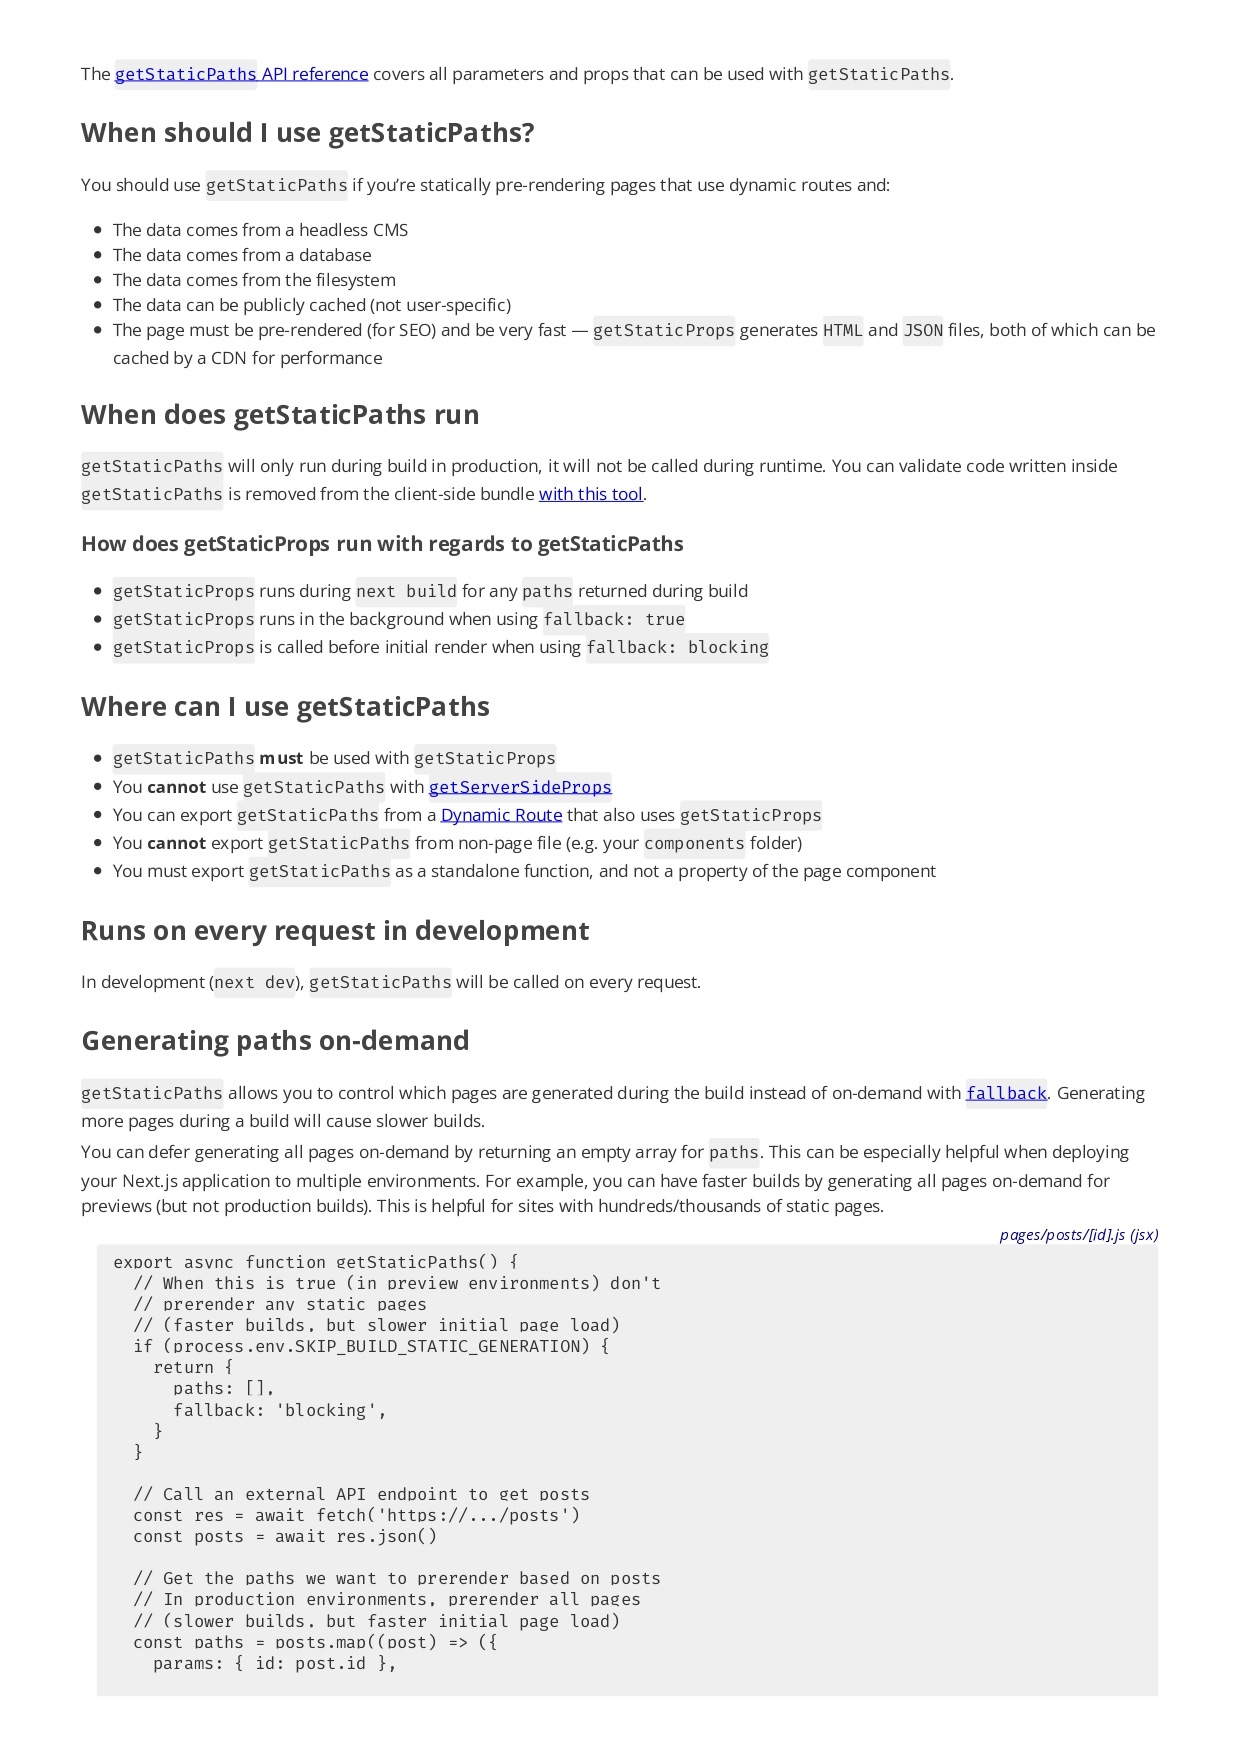 The getStaticPaths API reference covers all parameters and props that can be used with getStaticPaths.
When should I use getStaticPaths?
You should use getStaticPaths if you’re statically pre-rendering pages that use dynamic routes and:
• The data comes from a headless CMS
• The data comes from a database
• The data comes from the filesystem
• The data can be publicly cached (not user-specific)
• The page must be pre-rendered (for SEO) and be very fast — getStaticProps generates HTML and JSON files, both of which can be
cached by a CDN for performance
When does getStaticPaths run
getStaticPaths will only run during build in production, it will not be called during runtime. You can validate code written inside
getStaticPaths is removed from the client-side bundle with this tool.
How does getStaticProps run with regards to getStaticPaths
• getStaticProps runs during next build for any paths returned during build
• getStaticProps runs in the background when using fallback: true
• getStaticProps is called before initial render when using fallback: blocking
Where can I use getStaticPaths
• getStaticPaths must be used with getStaticProps
• You cannot use getStaticPaths with getServerSideProps
• You can export getStaticPaths from a Dynamic Route that also uses getStaticProps
• You cannot export getStaticPaths from non-page file (e.g. your components folder)
• You must export getStaticPaths as a standalone function, and not a property of the page component
Runs on every request in development
In development (next dev), getStaticPaths will be called on every request.
Generating paths on-demand
getStaticPaths allows you to control which pages are generated during the build instead of on-demand with fallback. Generating
more pages during a build will cause slower builds.
You can defer generating all pages on-demand by returning an empty array for paths. This can be especially helpful when deploying
your Next.js application to multiple environments. For example, you can have faster builds by generating all pages on-demand for
previews (but not production builds). This is helpful for sites with hundreds/thousands of static pages.
pages/posts/[id].js (jsx)
export async function getStaticPaths() {
  // When this is true (in preview environments) don't
  // prerender any static pages
  // (faster builds, but slower initial page load)
  if (process.env.SKIP_BUILD_STATIC_GENERATION) {
    return {
      paths: [],
      fallback: 'blocking',
    }
  }
  // Call an external API endpoint to get posts
  const res = await fetch('https://.../posts')
  const posts = await res.json()
  // Get the paths we want to prerender based on posts
  // In production environments, prerender all pages
  // (slower builds, but faster initial page load)
  const paths = posts.map((post) => ({
    params: { id: post.id },